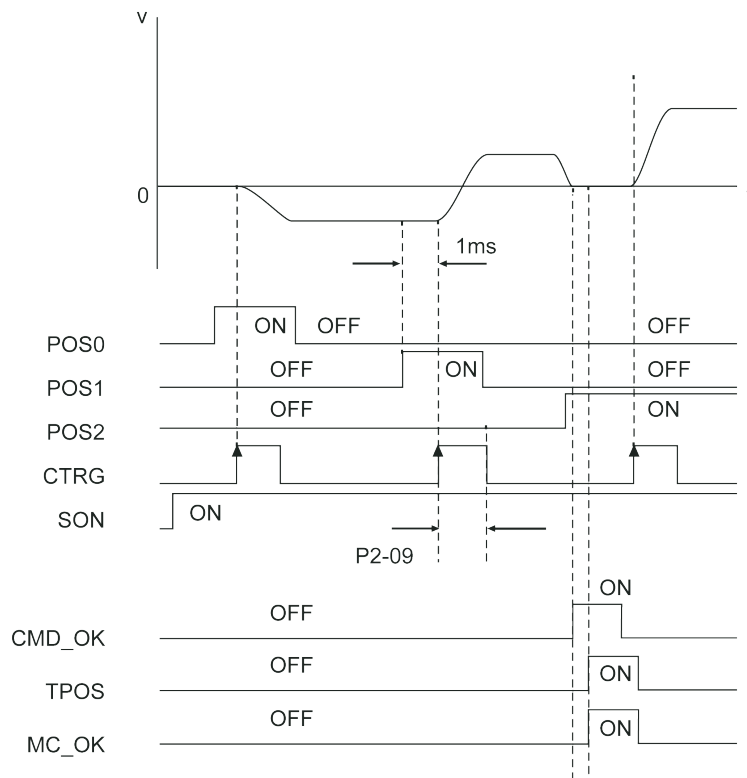 v
0
1ms
POS0 ON OFF OFF
POS1 OFF ON OFF
POS2 OFF ON
CTRG
SON ON
P2-09
ON
CMD_OK OFF
TPOS OFF ON
MC_OK OFF ON